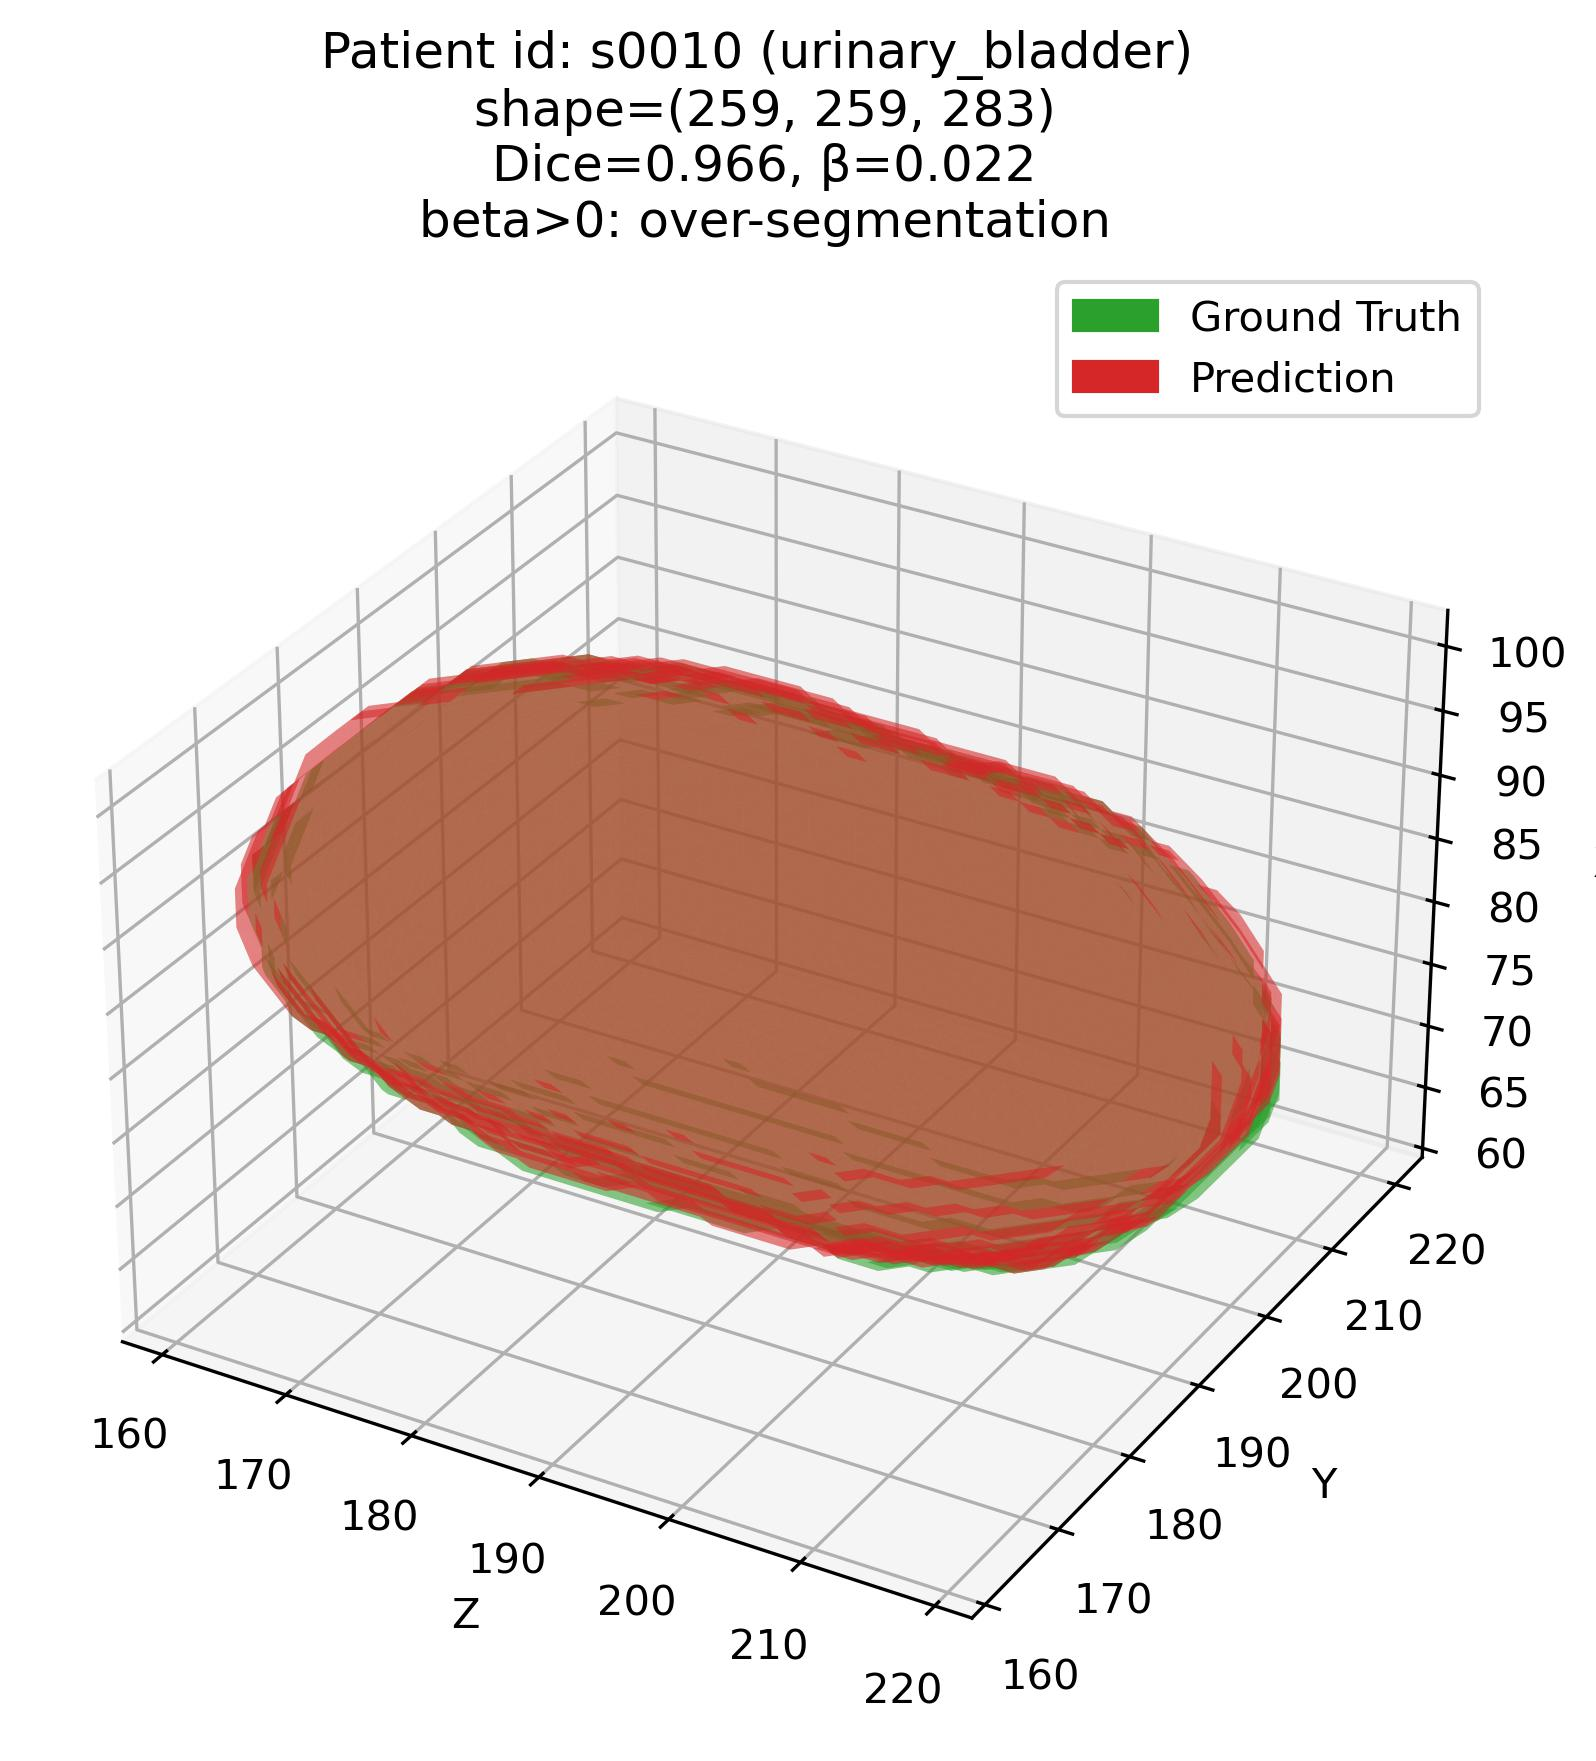 Patient id: s0010 (urinary_bladder)
shape=(259, 259, 283)
Dice=0.966, β=0.022
beta>0: over-segmentation
Ground Truth
Prediction
100
95
90
85
80
75
70
65
60
220
210
200
190
180
170
160
Y
160
170
180
190
200
210
220
Z